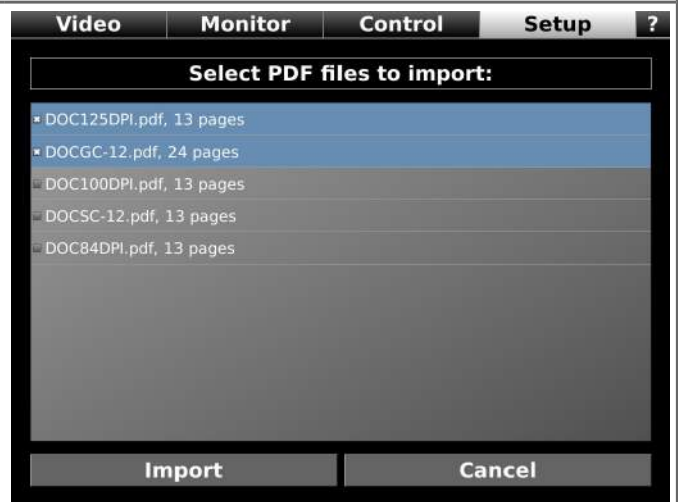 Video Monitor Control Setup ?
Select PDF files to import:
DOC125DPI.pdf, 13 pages
DOCGC-12.pdf, 24 pages
DOC100DPI.pdf, 13 pages
DOCSC-12.pdf, 13 pages
DOC84DPI.pdf, 13 pages
Import Cancel